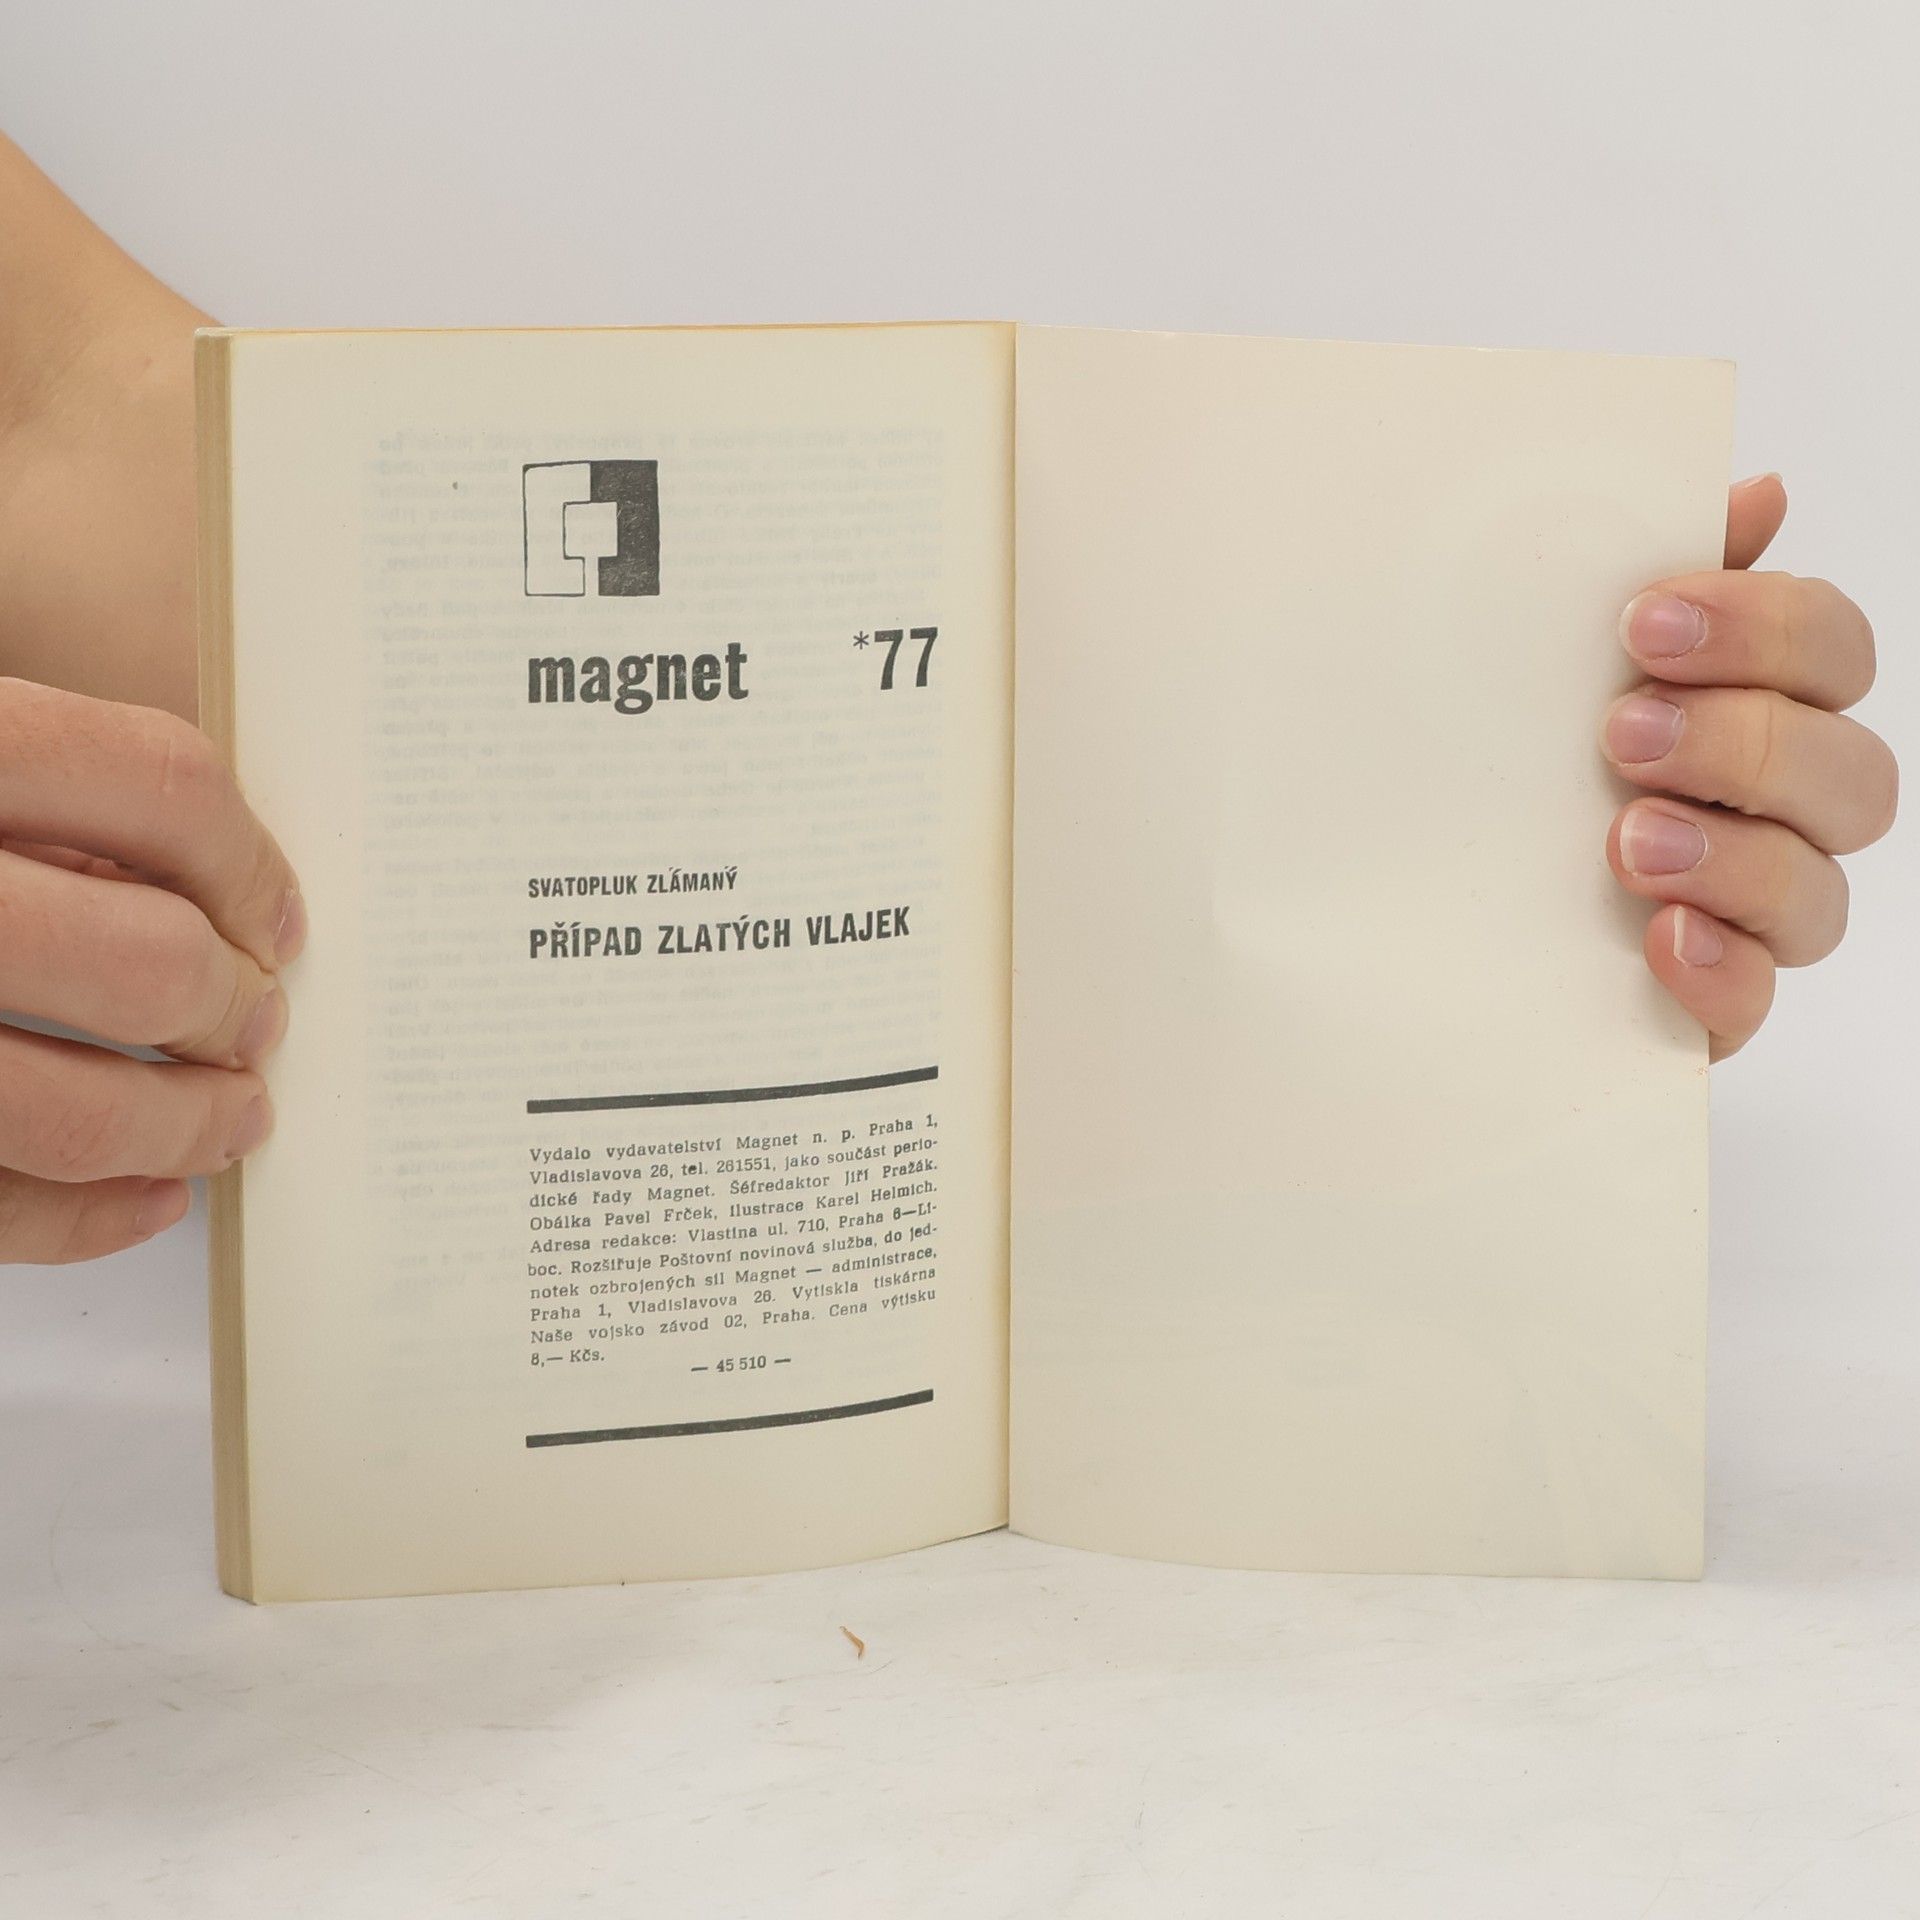 magnet *77
SVATOPLUK ZLÁMANÝ
PŘÍPAD ZLATÝCH VLAJEK
Vydalo vydavatelství Magnet n. p. Praha 1,
Vladislavova 26, tel. 261551, jako součást perio-
dické řady Magnet. Šéfredaktor Jiří Pražák.
Obálka Pavel Frček, ilustrace Karel Helmich.
Adresa redakce: Vlastina ul. 710, Praha 6—Li-
boc. Rozšiřuje Poštovní novinová služba, do jed-
notek ozbrojených sil Magnet — administrace,
Praha 1, Vladislavova 26. Vytiskla tiskárna
Naše vojsko závod 02, Praha. Cena výtisku
8,— Kčs.
— 45 510 —